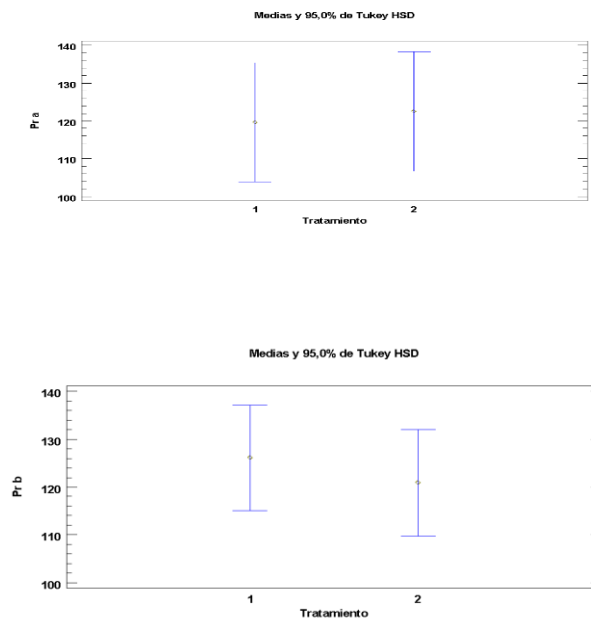 Medias y 95,0% de Tukey HSD
140
130
120
110
100
Pr a
1 2
Tratamiento
Medias y 95,0% de Tukey HSD
140
130
120
110
100
Pr b
1 2
Tratamiento